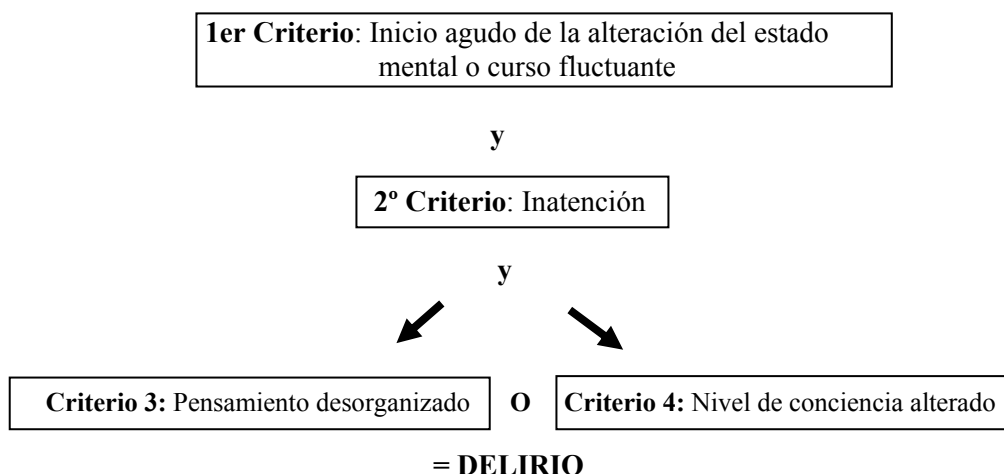 1er Criterio: Inicio agudo de la alteración del estado
mental o curso fluctuante
y
2º Criterio: Inatención
y
Criterio 3: Pensamiento desorganizado O Criterio 4: Nivel de conciencia alterado
= DELIRIO